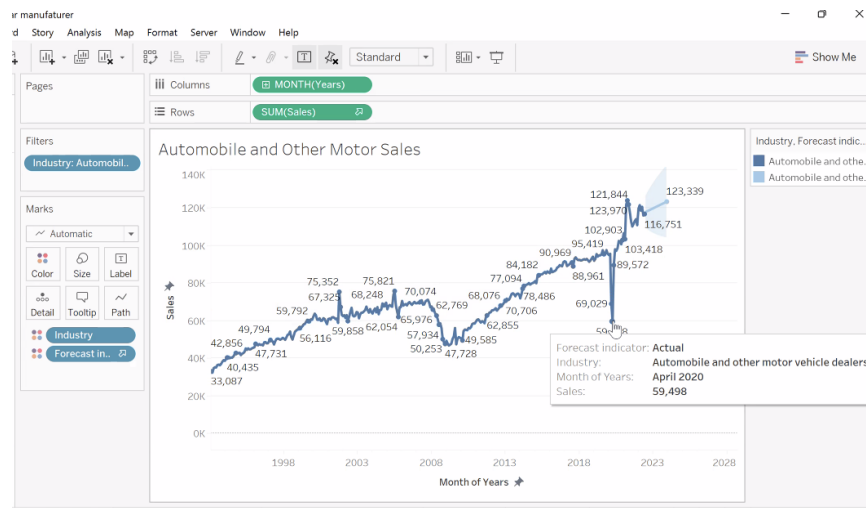 ar manufaturer
Story Analysis Map Format Server Window Help
Standard
Show Me
Pages
Columns
MONTH(Years)
Rows
SUM(Sales)
Filters
Industry: Automobil..
Marks
Automatic
Color Size Label
Detail Tooltip Path
Industry
Forecast in..
Automobile and Other Motor Sales
Industry, Forecast indic...
Automobile and othe..
Automobile and othe..
140K
120K
100K
80K
60K
40K
20K
0K
Sales
33,087
42,856
40,435
49,794
47,731
59,792
56,116
75,352
67,325
59,858
68,248
62,054
75,821
65,976
70,074
57,934
50,253
62,769
47,728
49,585
68,076
62,855
77,094
70,706
84,182
78,486
90,969
88,961
95,419
69,029
102,903
121,844
123,970
89,572
103,418
116,751
123,339
1998 2003 2008 2013 2018 2023 2028
Month of Years
Forecast indicator: Actual
Industry: Automobile and other motor vehicle dealers
Month of Years: April 2020
Sales: 59,498